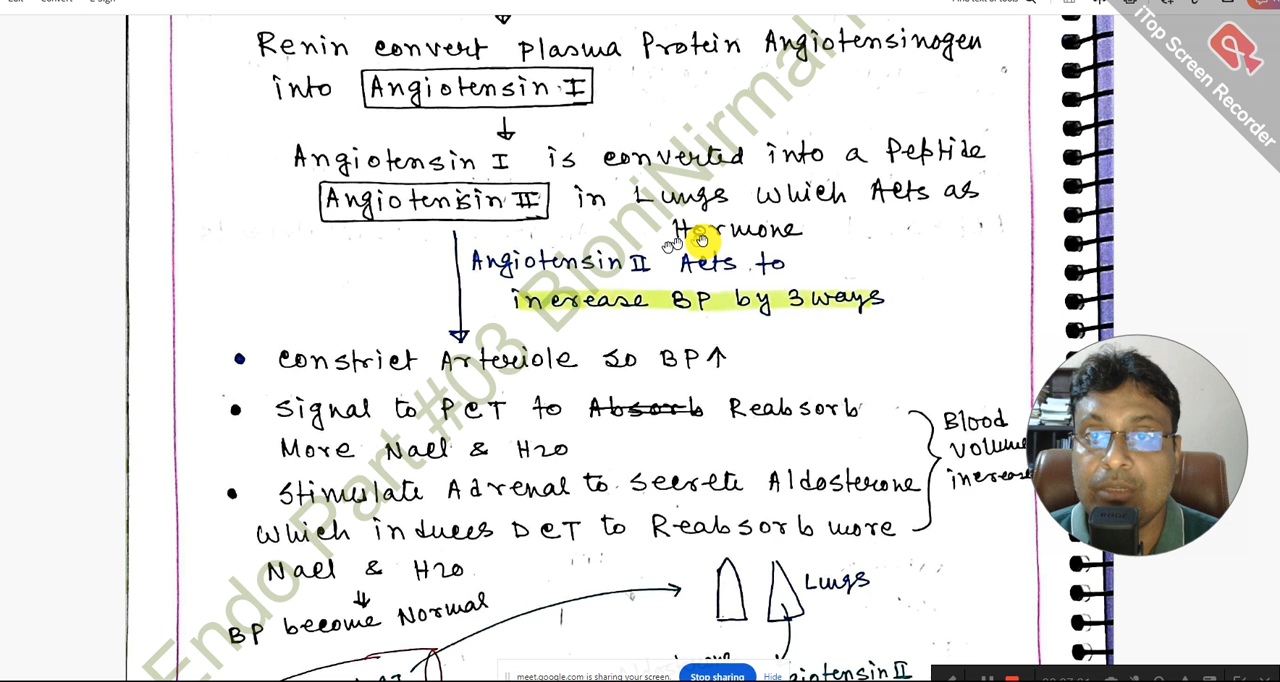 Renin convert plasma Protein Angiotensinogen
into Angiotensin I
Angiotensin I is converted into a Peptide
Angiotensin II in Lungs which Acts as
Hormone
Angiotensin II Acts to
increase BP by 3 ways
• Constrict Arteriole so BP↑
• Signal to PCT to Absorb Reabsorb
More Nacl & H2O
• Stimulate Adrenal to Secrete Aldosterone
which induces DCT to Reabsorb more
Nacl & H2O
Blood
Volume
increase
BP become Normal
Lungs
iotensin II
Endo Part #03 BioniNirmal
iTop Screen Recorder
meet.google.com is sharing your screen.
Stop sharing
Hide